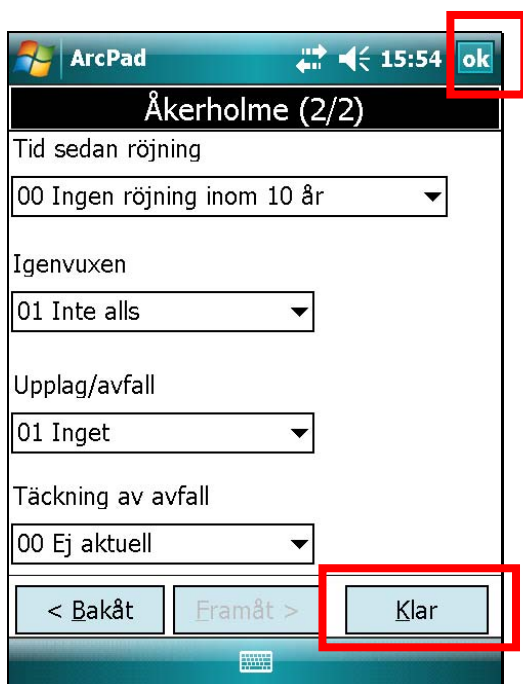 ArcPad 15:54 ok
Åkerholme (2/2)
Tid sedan röjning
00 Ingen röjning inom 10 år
Igenvuxen
01 Inte alls
Upplag/avfall
01 Inget
Täckning av avfall
00 Ej aktuell
< Bakåt Framåt > Klar